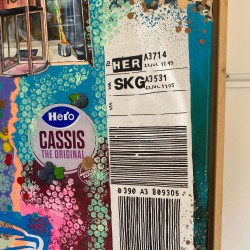 HER A3714
SKG A3531
Hero
CASSIS
THE ORIGINAL
0390 A3 809305